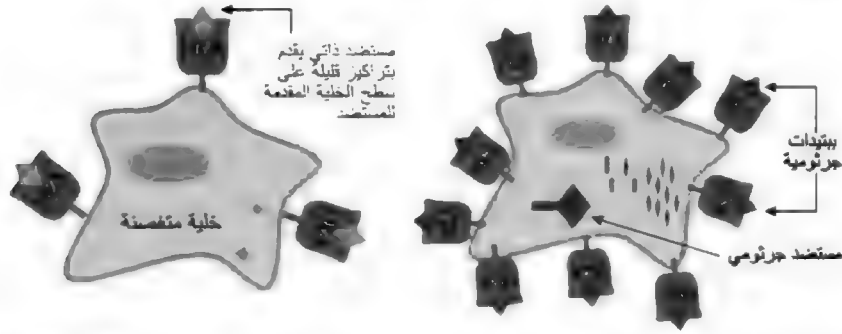 مستضد ذاتي يقدم
بتراكيز قليلة على
سطح الخلية المقدمة
للمستضد
خلية متغصنة
ببتيدات
جرثومية
مستضد جرثومي